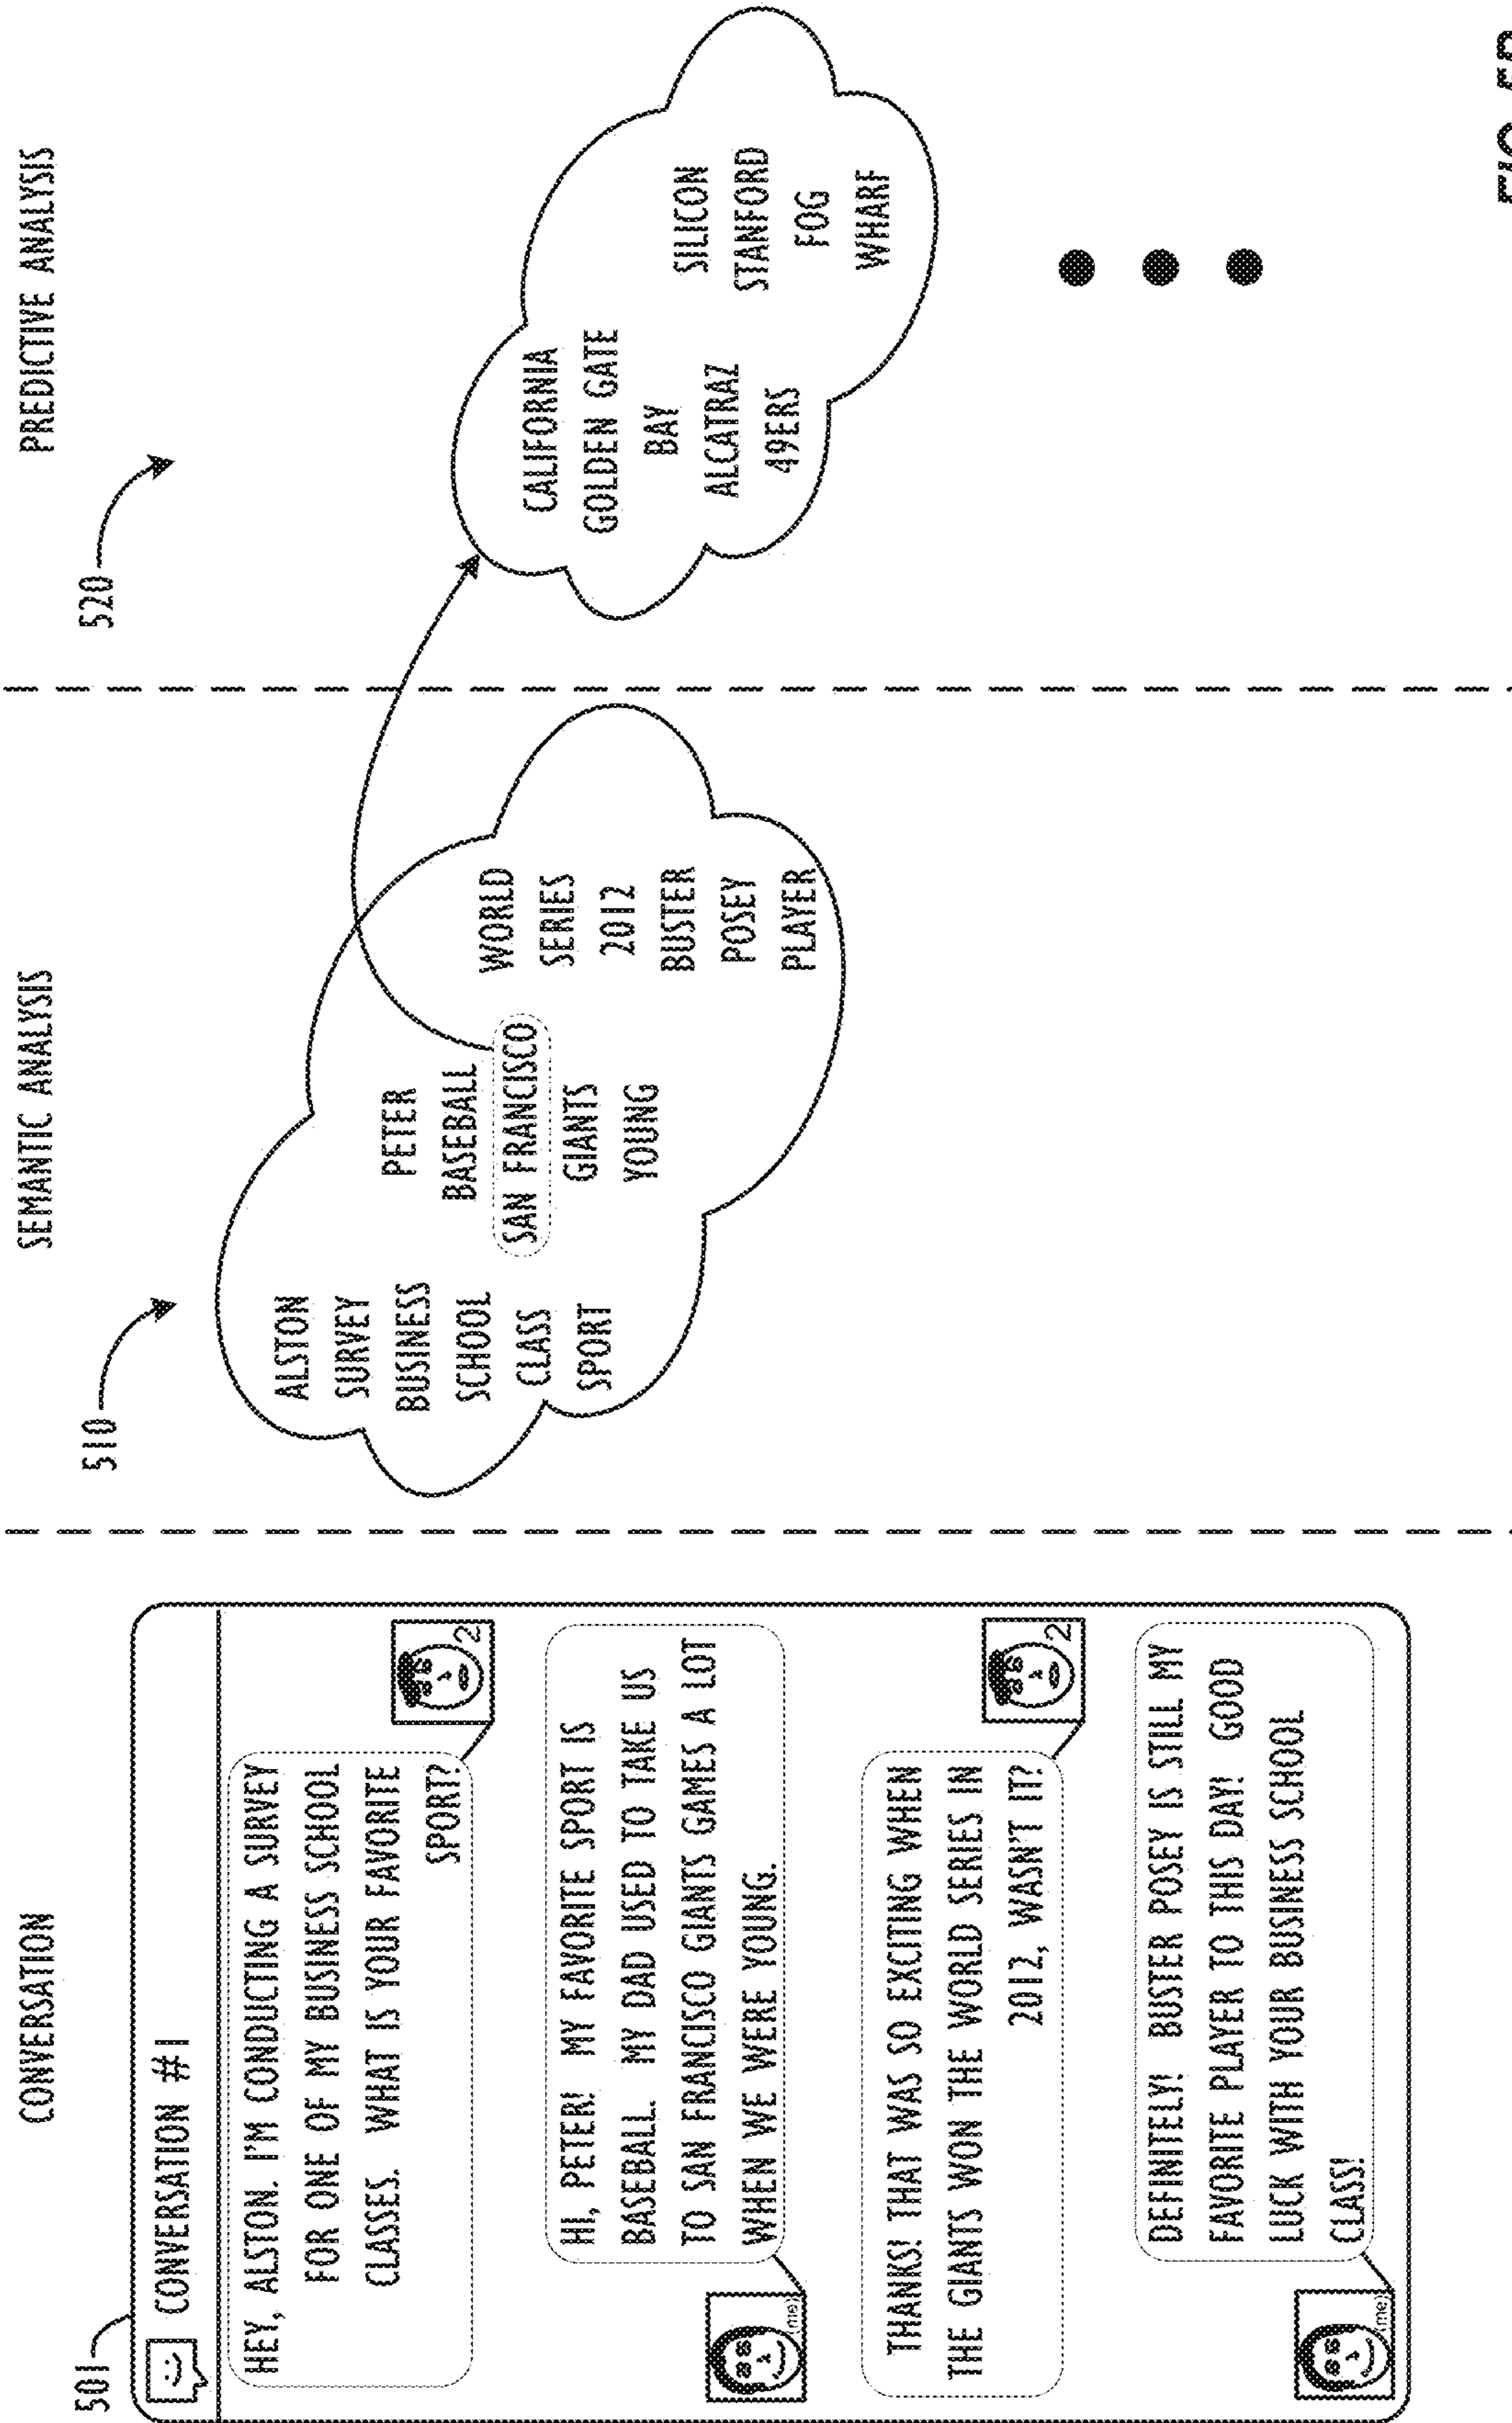 CONVERSATION
501
CONVERSATION #1
HEY, ALSTON. I'M CONDUCTING A SURVEY
FOR ONE OF MY BUSINESS SCHOOL
CLASSES. WHAT IS YOUR FAVORITE
SPORT?
2
HI, PETER! MY FAVORITE SPORT IS
BASEBALL. MY DAD USED TO TAKE US
TO SAN FRANCISCO GIANTS GAMES A LOT
WHEN WE WERE YOUNG.
(me)
THANKS! THAT WAS SO EXCITING WHEN
THE GIANTS WON THE WORLD SERIES IN
2012, WASN'T IT?
2
DEFINITELY! BUSTER POSEY IS STILL MY
FAVORITE PLAYER TO THIS DAY! GOOD
LUCK WITH YOUR BUSINESS SCHOOL
CLASS!
(me)
SEMANTIC ANALYSIS
510
ALSTON
SURVEY
BUSINESS
SCHOOL
CLASS
SPORT
PETER
BASEBALL
SAN FRANCISCO
GIANTS
YOUNG
WORLD
SERIES
2012
BUSTER
POSEY
PLAYER
PREDICTIVE ANALYSIS
520
CALIFORNIA
GOLDEN GATE
BAY
ALCATRAZ
49ERS
SILICON
STANFORD
FOG
WHARF